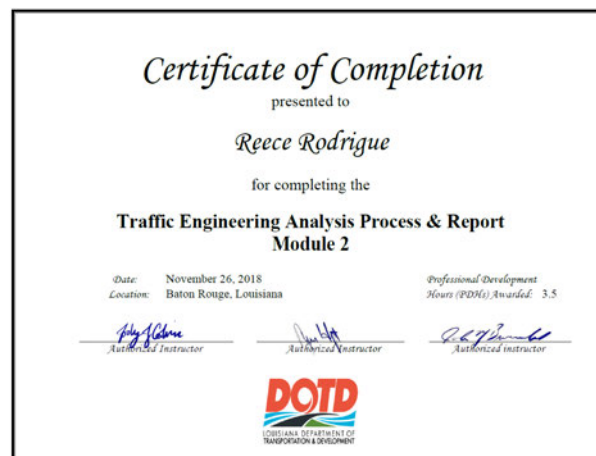 Certificate of Completion
presented to
Reece Rodrigue
for completing the
Traffic Engineering Analysis Process & Report
Module 2
Date: November 26, 2018
Location: Baton Rouge, Louisiana
Professional Development
Hours (PDHs) Awarded: 3.5
Authorized Instructor
Authorized Instructor
Authorized instructor
DOTD
LOUISIANA DEPARTMENT OF
TRANSPORTATION & DEVELOPMENT